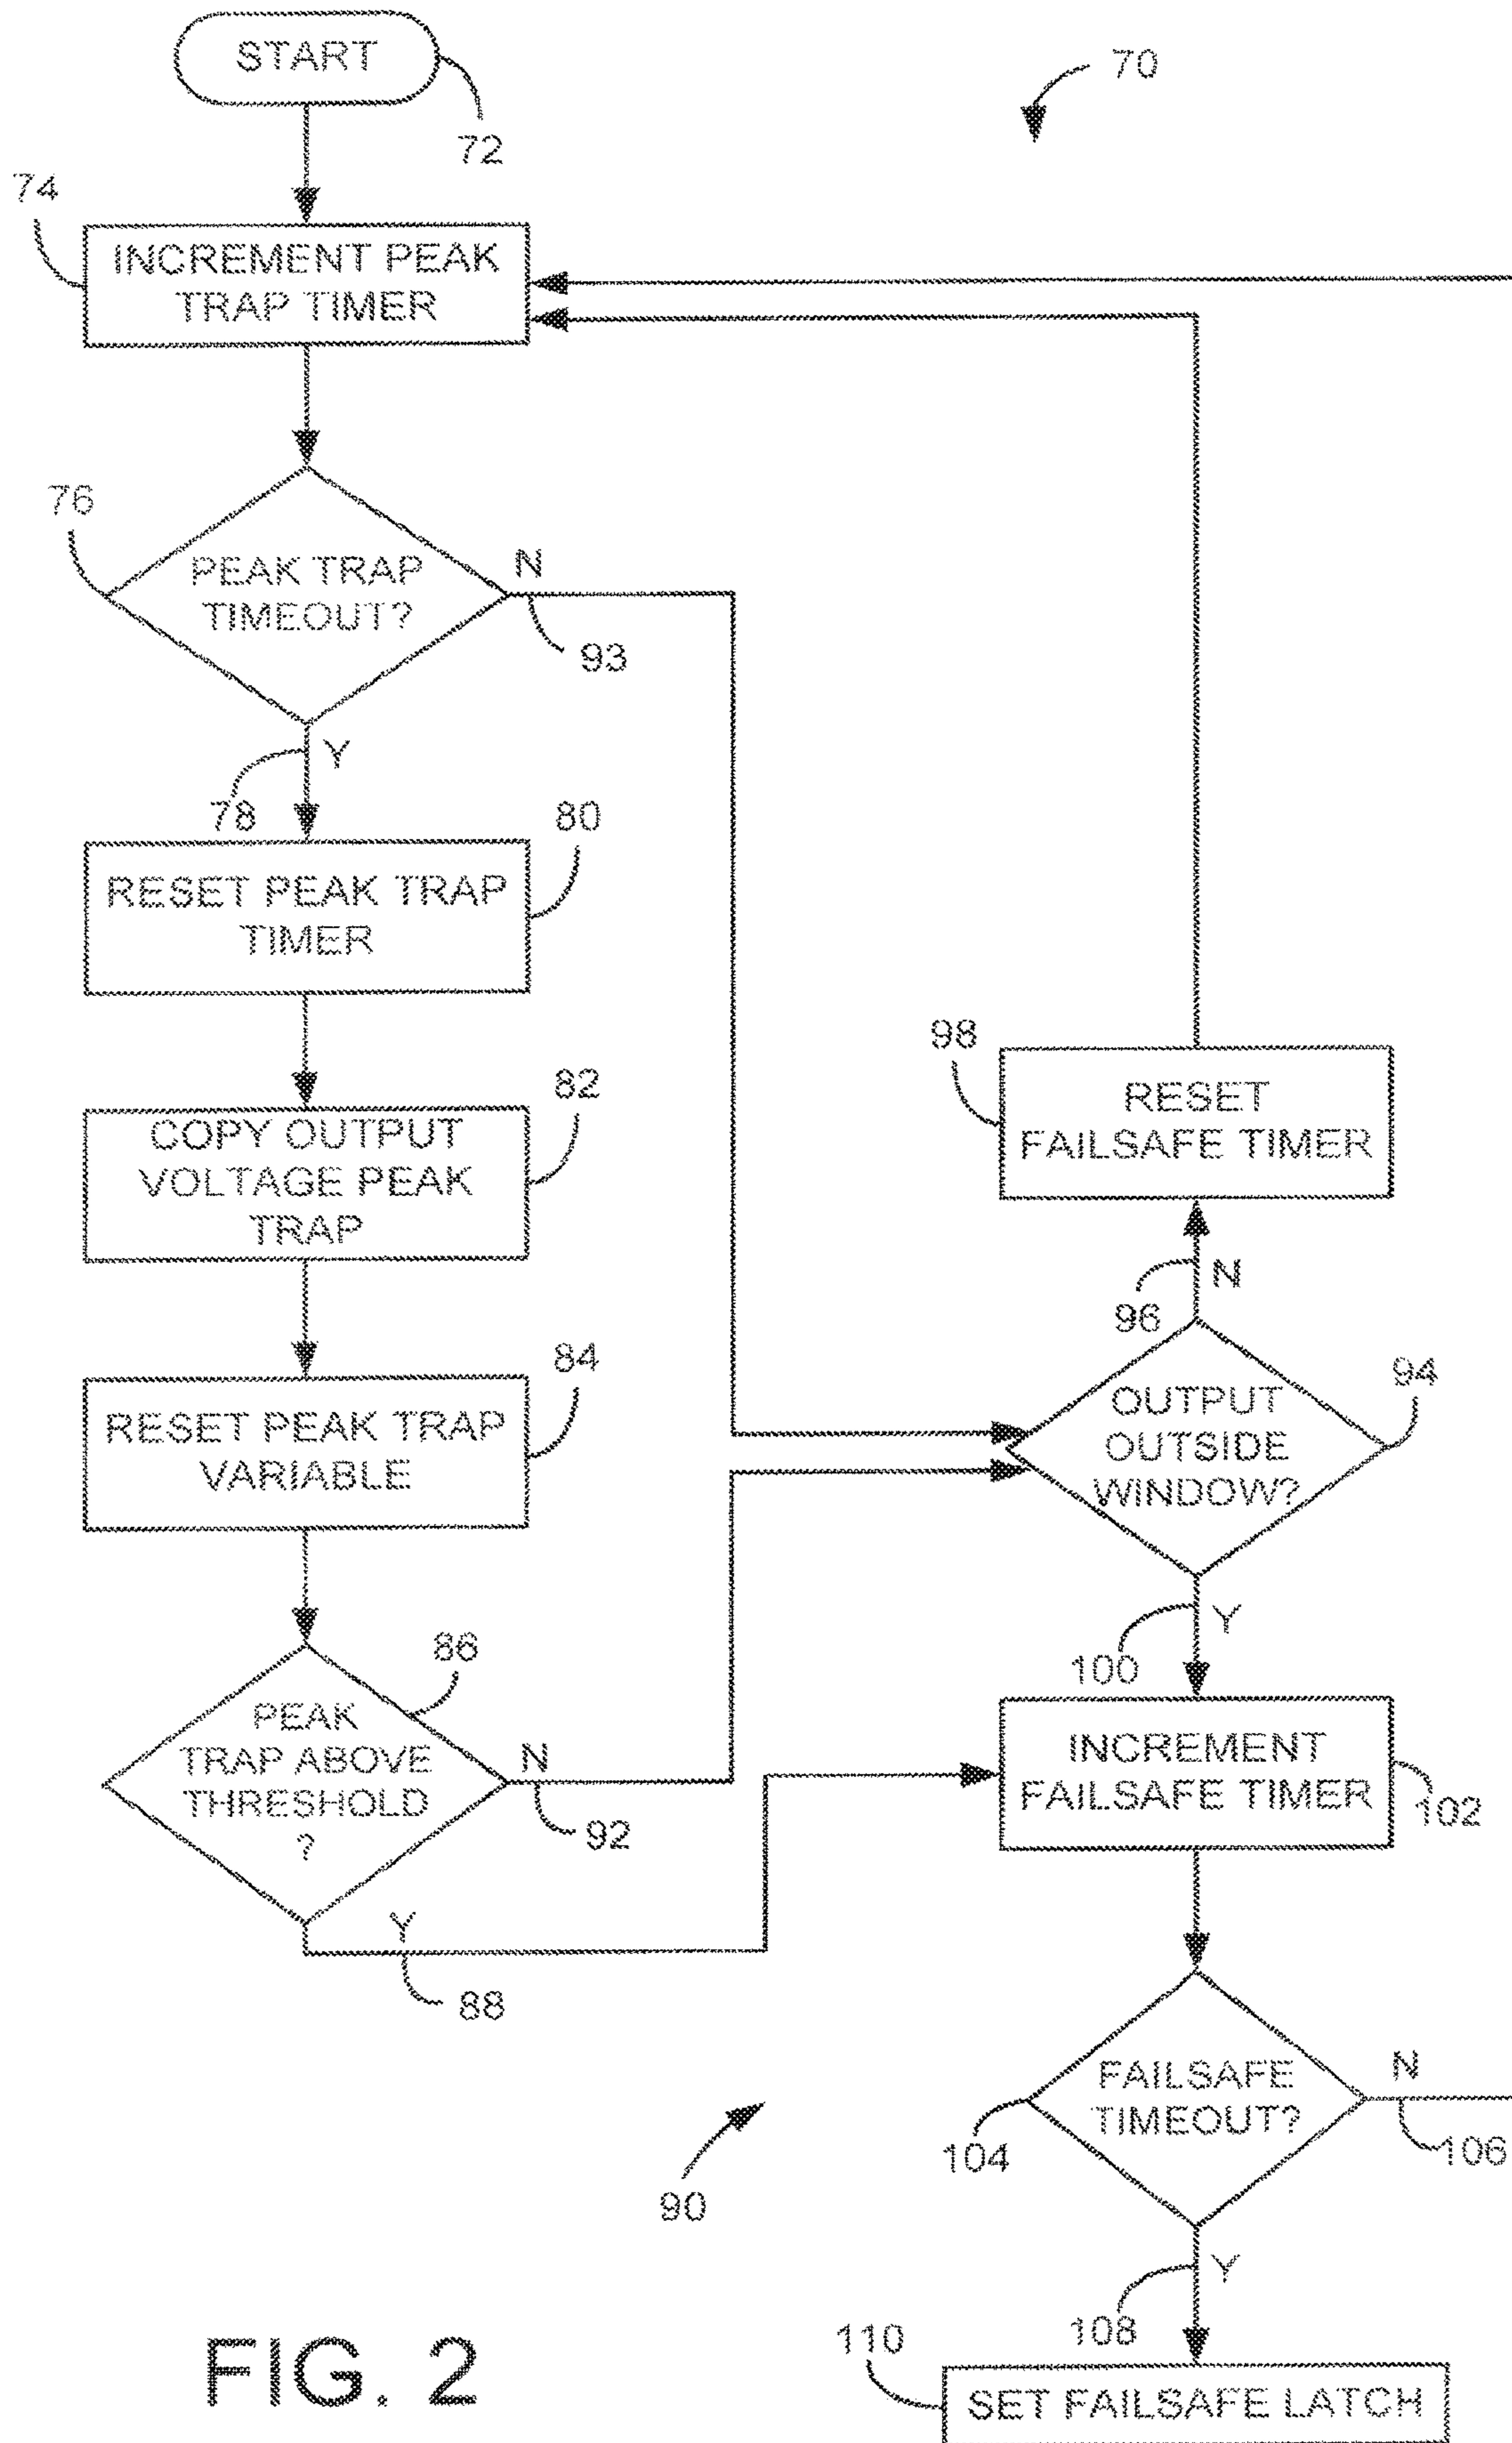 START
72
70
74
INCREMENT PEAK
TRAP TIMER
76
PEAK TRAP
TIMEOUT?
N
93
Y
78
80
RESET PEAK TRAP
TIMER
82
COPY OUTPUT
VOLTAGE PEAK
TRAP
84
RESET PEAK TRAP
VARIABLE
86
PEAK
TRAP ABOVE
THRESHOLD
?
N
92
Y
88
90
98
RESET
FAILSAFE TIMER
N
96
94
OUTPUT
OUTSIDE
WINDOW?
Y
100
INCREMENT
FAILSAFE TIMER
102
FAILSAFE
TIMEOUT?
104
N
106
Y
108
110
SET FAILSAFE LATCH
FIG. 2